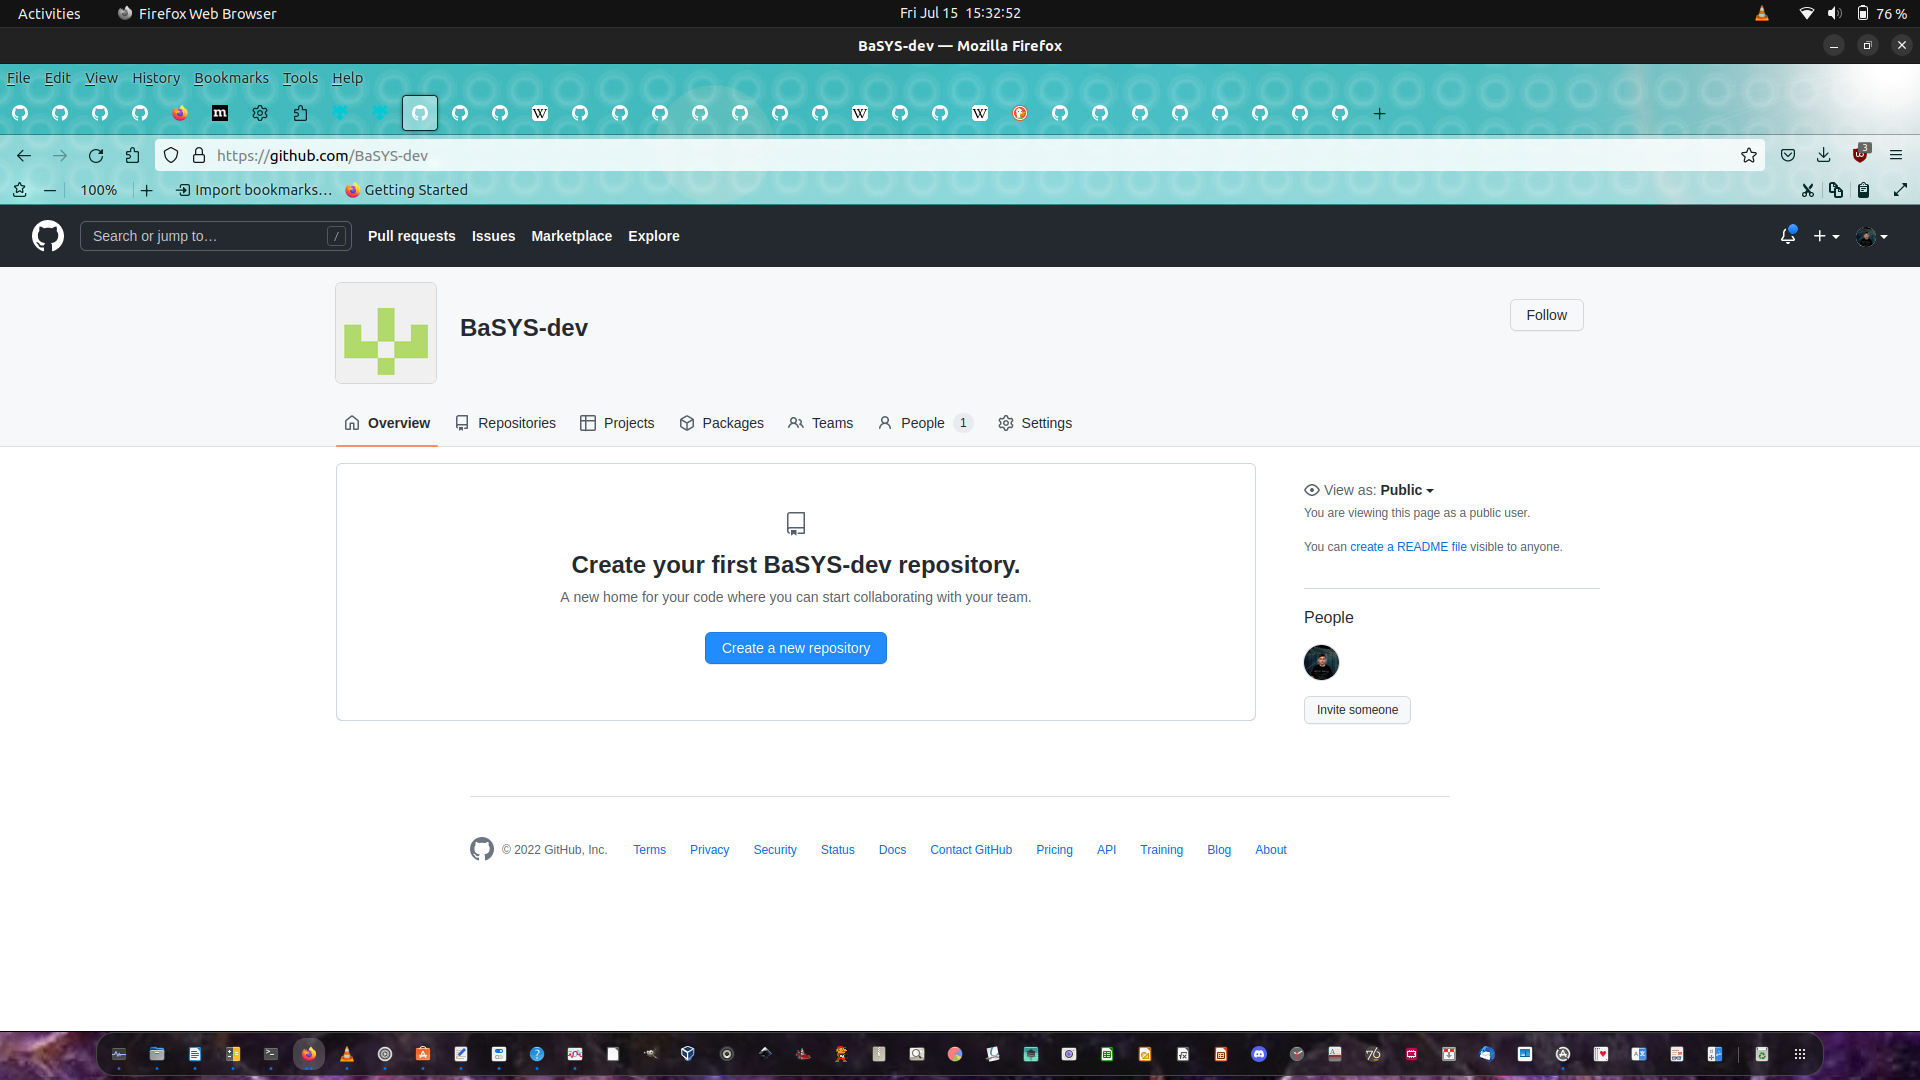 Activities Firefox Web Browser Fri Jul 15 15:32:52 76 %
BaSYS-dev — Mozilla Firefox
File Edit View History Bookmarks Tools Help
m W W W
https://github.com/BaSYS-dev 3
100% Import bookmarks… Getting Started
Search or jump to… / Pull requests Issues Marketplace Explore
BaSYS-dev
Follow
Overview Repositories Projects Packages Teams People 1 Settings
Create your first BaSYS-dev repository.
A new home for your code where you can start collaborating with your team.
Create a new repository
View as: Public
You are viewing this page as a public user.
You can create a README file visible to anyone.
People
Invite someone
© 2022 GitHub, Inc. Terms Privacy Security Status Docs Contact GitHub Pricing API Training Blog About